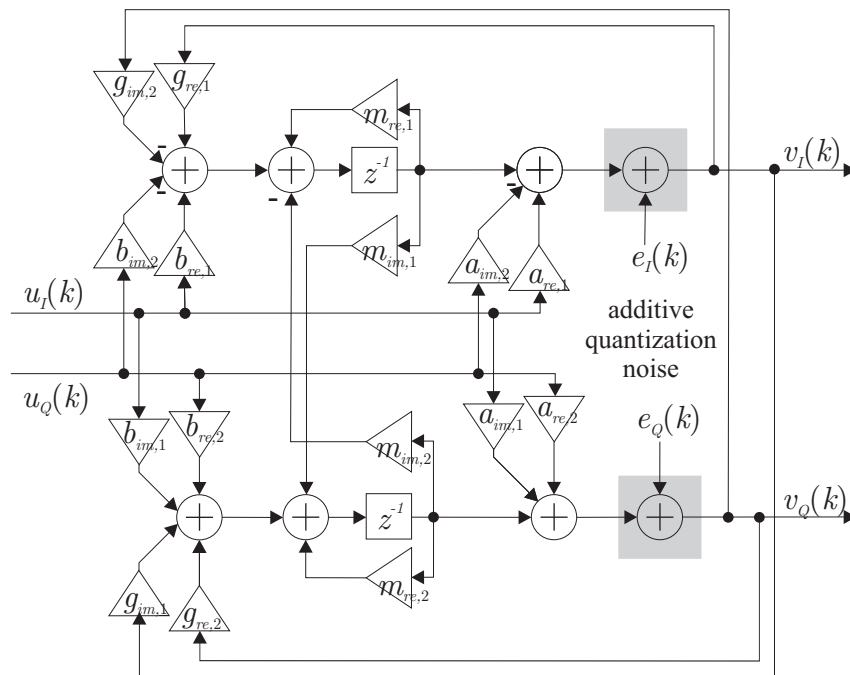 g_{im,2} g_{re,1}
m_{re,1}
- + + z^{-1} + + v_I(k)
- - -
b_{im,2} b_{re,1} m_{im,1} a_{im,2} a_{re,1} e_I(k)
u_I(k)
additive
quantization
noise
u_Q(k)
b_{im,1} b_{re,2} m_{im,2} a_{im,1} a_{re,2} e_Q(k)
+ + z^{-1} + + v_Q(k)
g_{im,1} g_{re,2} m_{re,2}